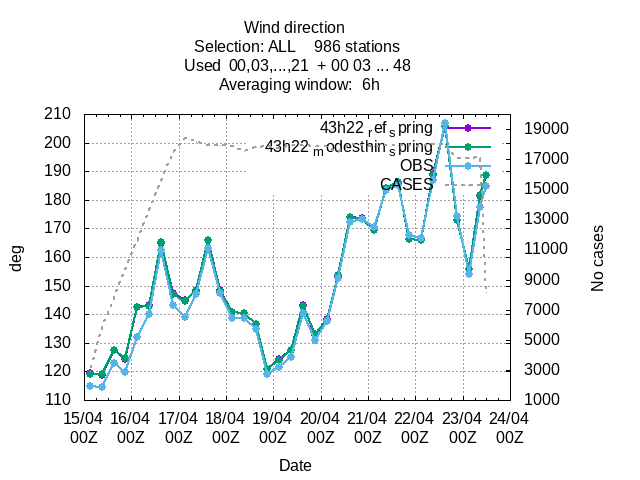 Wind direction
Selection: ALL    986 stations
Used  00,03,...,21  + 00 03 ... 48
Averaging window:  6h
210
200
190
180
170
160
150
140
130
120
110
deg
19000
17000
15000
13000
11000
9000
7000
5000
3000
1000
No cases
43h22 ref spring
43h22 modesthin spring
OBS
CASES
15/04 16/04 17/04 18/04 19/04 20/04 21/04 22/04 23/04 24/04
00Z 00Z 00Z 00Z 00Z 00Z 00Z 00Z 00Z 00Z
Date